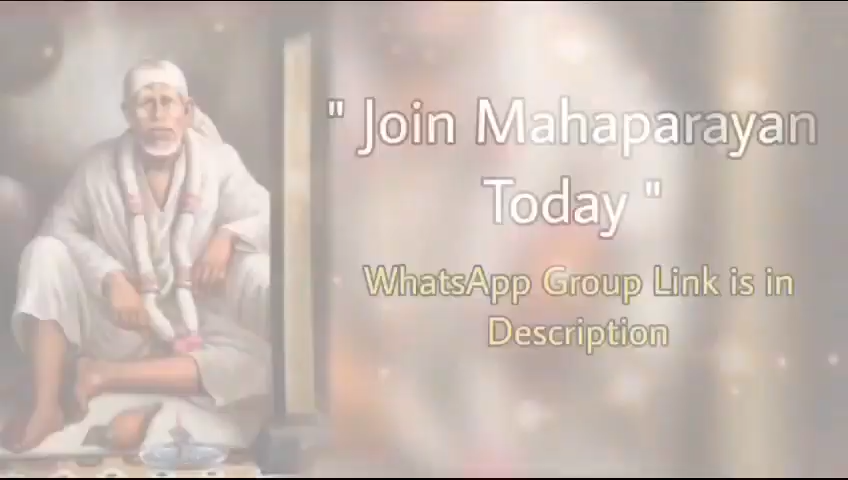 " Join Mahaparayan
Today "
WhatsApp Group Link is in
Description